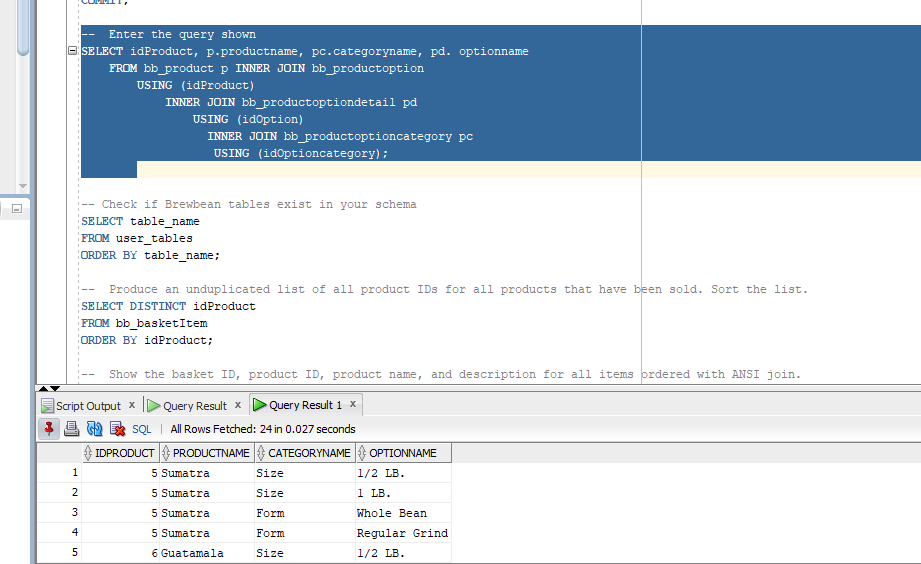 COMMIT;
--  Enter the query shown
SELECT idProduct, p.productname, pc.categoryname, pd. optionname
FROM bb_product p INNER JOIN bb_productoption
USING (idProduct)
INNER JOIN bb_productoptiondetail pd
USING (idOption)
INNER JOIN bb_productoptioncategory pc
USING (idOptioncategory);
-- Check if Brewbean tables exist in your schema
SELECT table_name
FROM user_tables
ORDER BY table_name;
--  Produce an unduplicated list of all product IDs for all products that have been sold. Sort the list.
SELECT DISTINCT idProduct
FROM bb_basketItem
ORDER BY idProduct;
--  Show the basket ID, product ID, product name, and description for all items ordered with ANSI join.
Script Output x Query Result x Query Result 1 x
SQL | All Rows Fetched: 24 in 0.027 seconds
IDPRODUCT PRODUCTNAME CATEGORYNAME OPTIONNAME
1 5 Sumatra Size 1/2 LB.
2 5 Sumatra Size 1 LB.
3 5 Sumatra Form Whole Bean
4 5 Sumatra Form Regular Grind
5 6 Guatamala Size 1/2 LB.